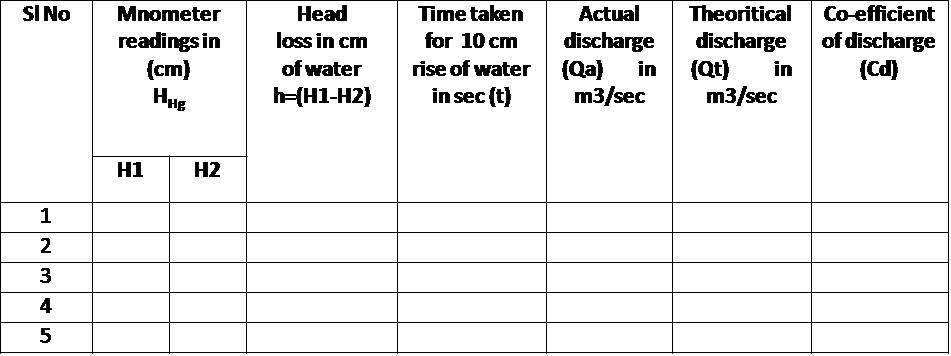 Sl No
Mnometer
readings in
(cm)
HHg
H1
H2
Head
loss in cm
of water
h=(H1-H2)
Time taken
for 10 cm
rise of water
in sec (t)
Actual
discharge
(Qa) in
m3/sec
Theoritical
discharge
(Qt) in
m3/sec
Co-efficient
of discharge
(Cd)
1
2
3
4
5